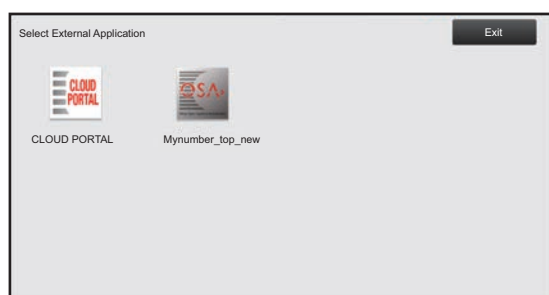 Select External Application
Exit
CLOUD
PORTAL
OSA
CLOUD PORTAL
Mynumber_top_new